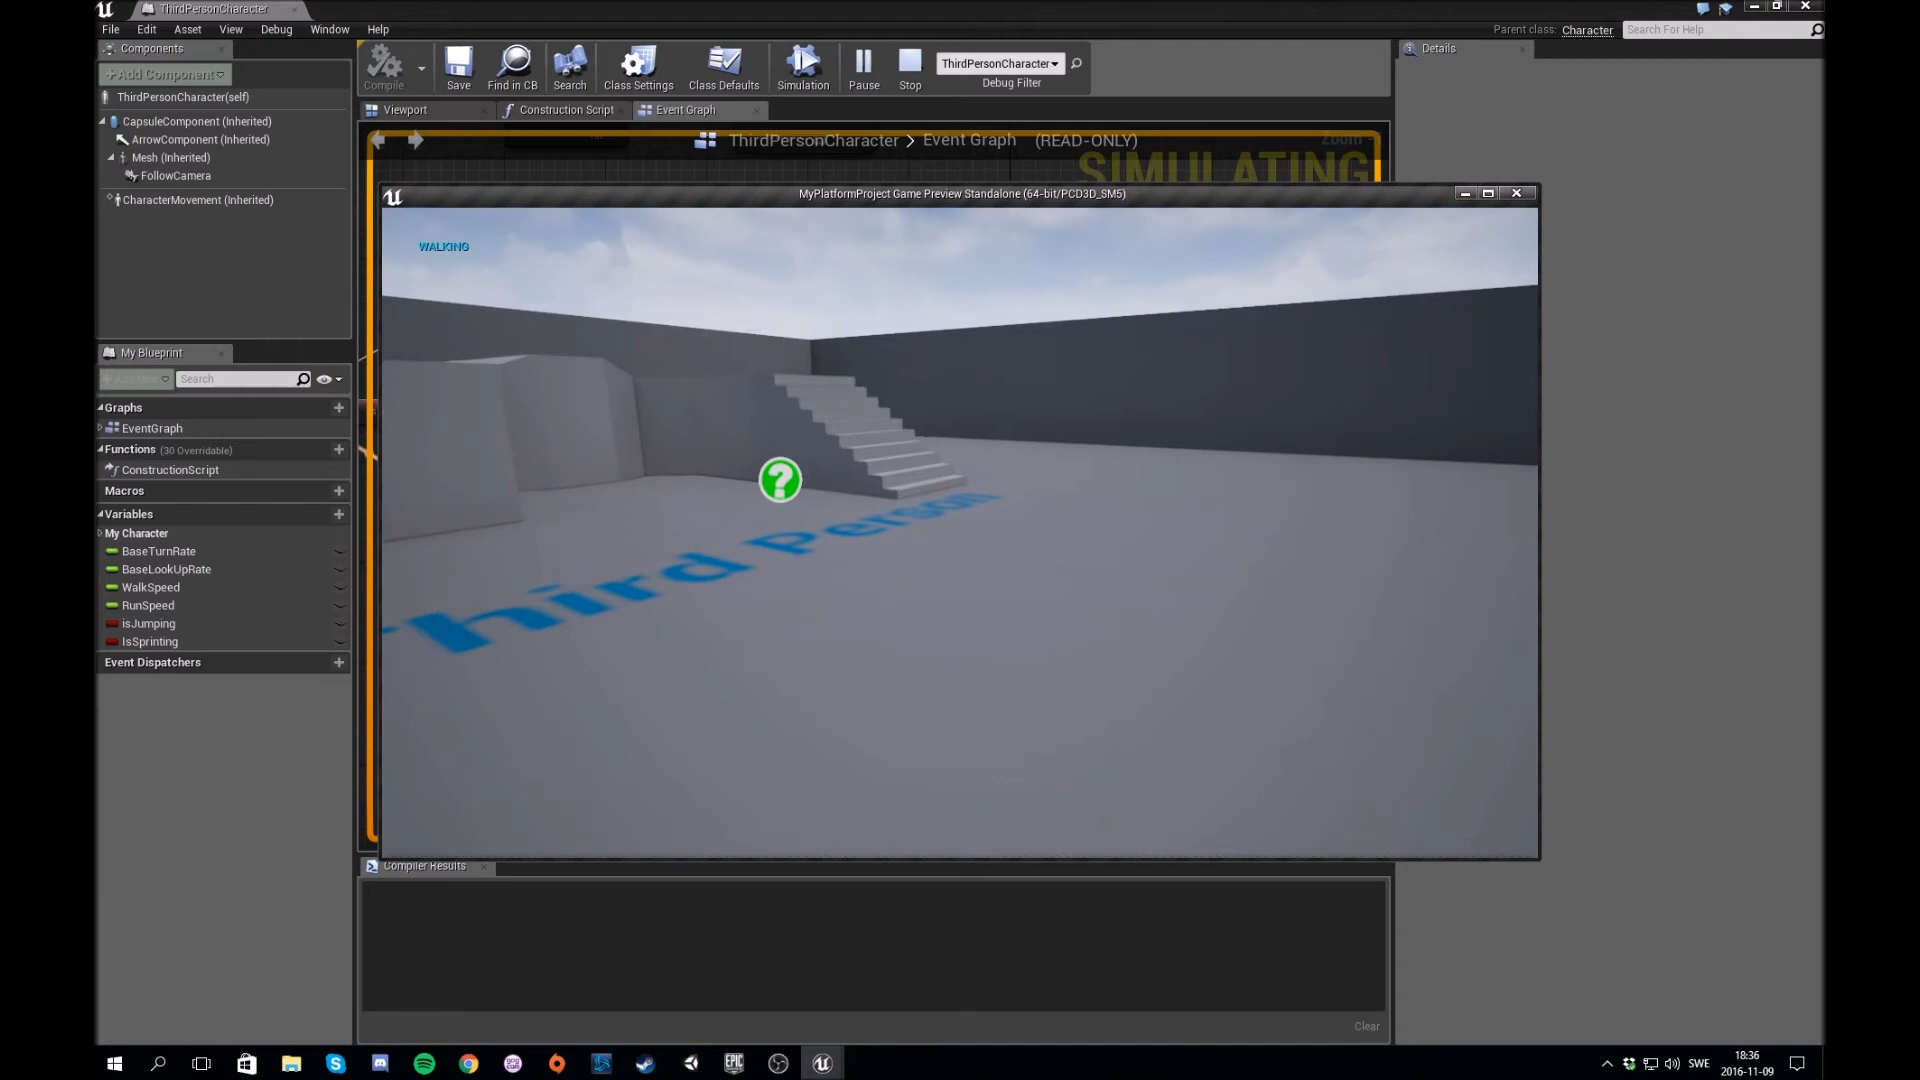 ThirdPersonCharacter
File Edit Asset View Debug Window Help
Parent class: Character Search For Help
Components
+Add Component
ThirdPersonCharacter(self)
CapsuleComponent (Inherited)
ArrowComponent (Inherited)
Mesh (Inherited)
FollowCamera
CharacterMovement (Inherited)
Compile Save Find in CB Search Class Settings Class Defaults Simulation Pause Stop
ThirdPersonCharacter
Debug Filter
Details
Viewport Construction Script Event Graph
ThirdPersonCharacter > Event Graph (READ-ONLY)
Zoom
SIMULATING
MyPlatformProject Game Preview Standalone (64-bit/PCD3D_SM5)
WALKING
?
Third Person
My Blueprint
Search
Graphs
EventGraph
Functions (30 Overridable)
ConstructionScript
Macros
Variables
My Character
BaseTurnRate
BaseLookUpRate
WalkSpeed
RunSpeed
isJumping
IsSprinting
Event Dispatchers
Compiler Results
Clear
SWE
18:36
2016-11-09